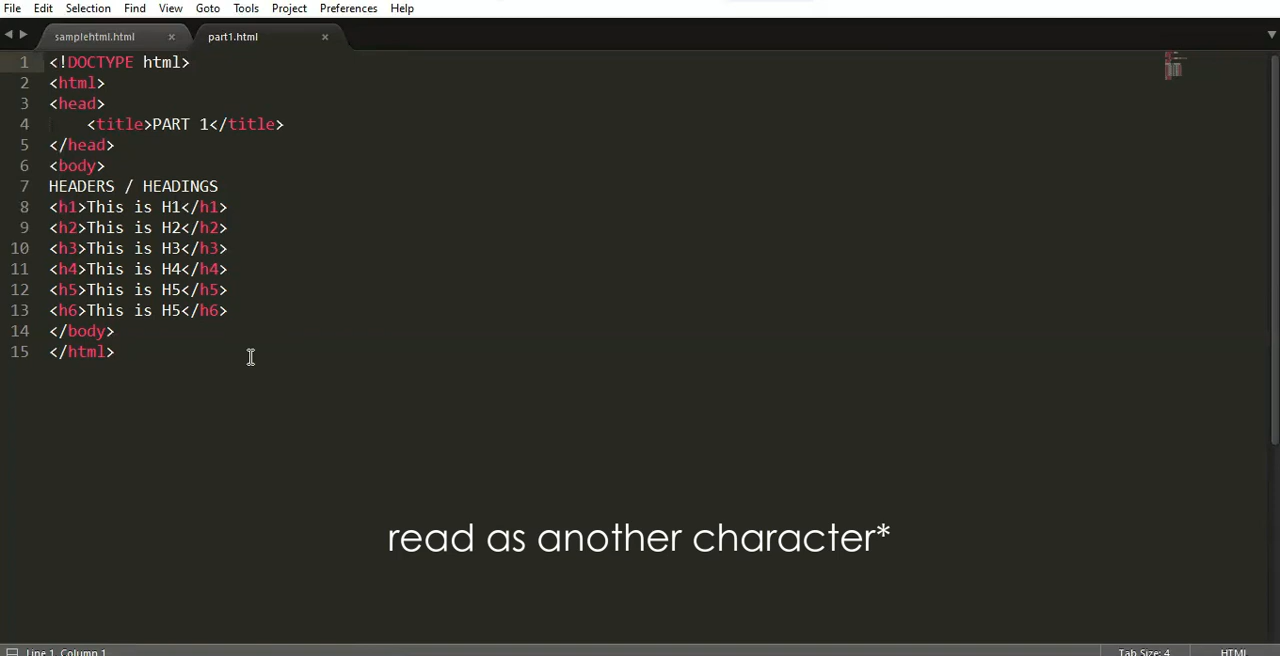 File Edit Selection Find View Goto Tools Project Preferences Help
samplehtml.html × part1.html ×
1 <!DOCTYPE html>
2 <html>
3 <head>
4 <title>PART 1</title>
5 </head>
6 <body>
7 HEADERS / HEADINGS
8 <h1>This is H1</h1>
9 <h2>This is H2</h2>
10 <h3>This is H3</h3>
11 <h4>This is H4</h4>
12 <h5>This is H5</h5>
13 <h6>This is H5</h6>
14 </body>
15 </html>
read as another character*
Line 1, Column 1 Tab Size: 4 HTML